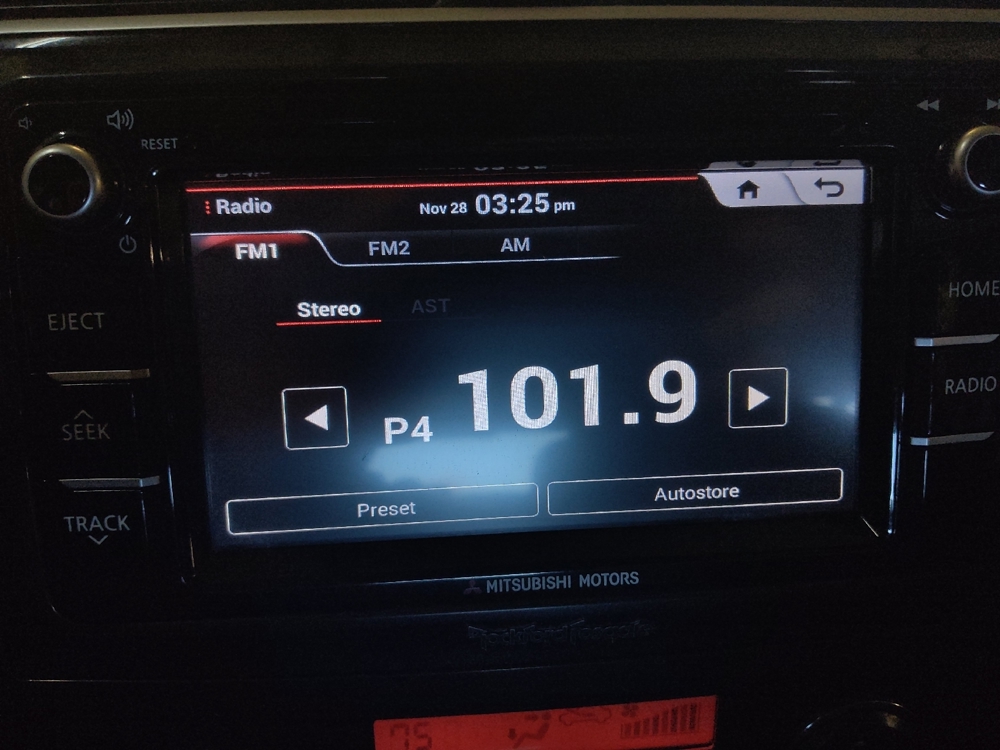 RESET
Radio
Nov 28 03:25 pm
FM1 FM2 AM
Stereo AST
P4 101.9
Preset Autostore
EJECT
SEEK
TRACK
HOME
RADIO
MITSUBISHI MOTORS
75